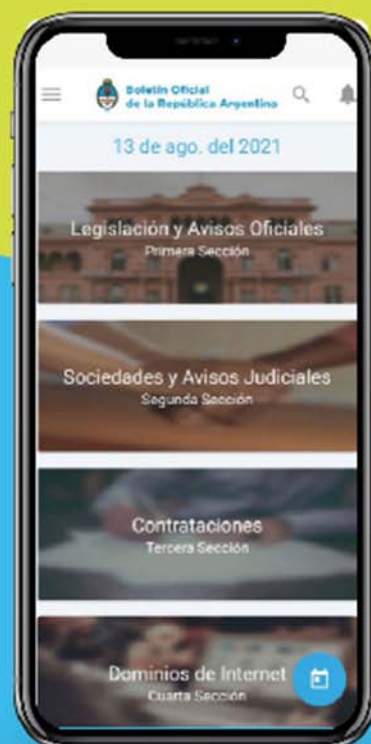 Boletín Oficial
de la República Argentina
13 de ago. del 2021
Legislación y Avisos Oficiales
Primera Sección
Sociedades y Avisos Judiciales
Segunda Sección
Contrataciones
Tercera Sección
Dominios de Internet
Cuarta Sección